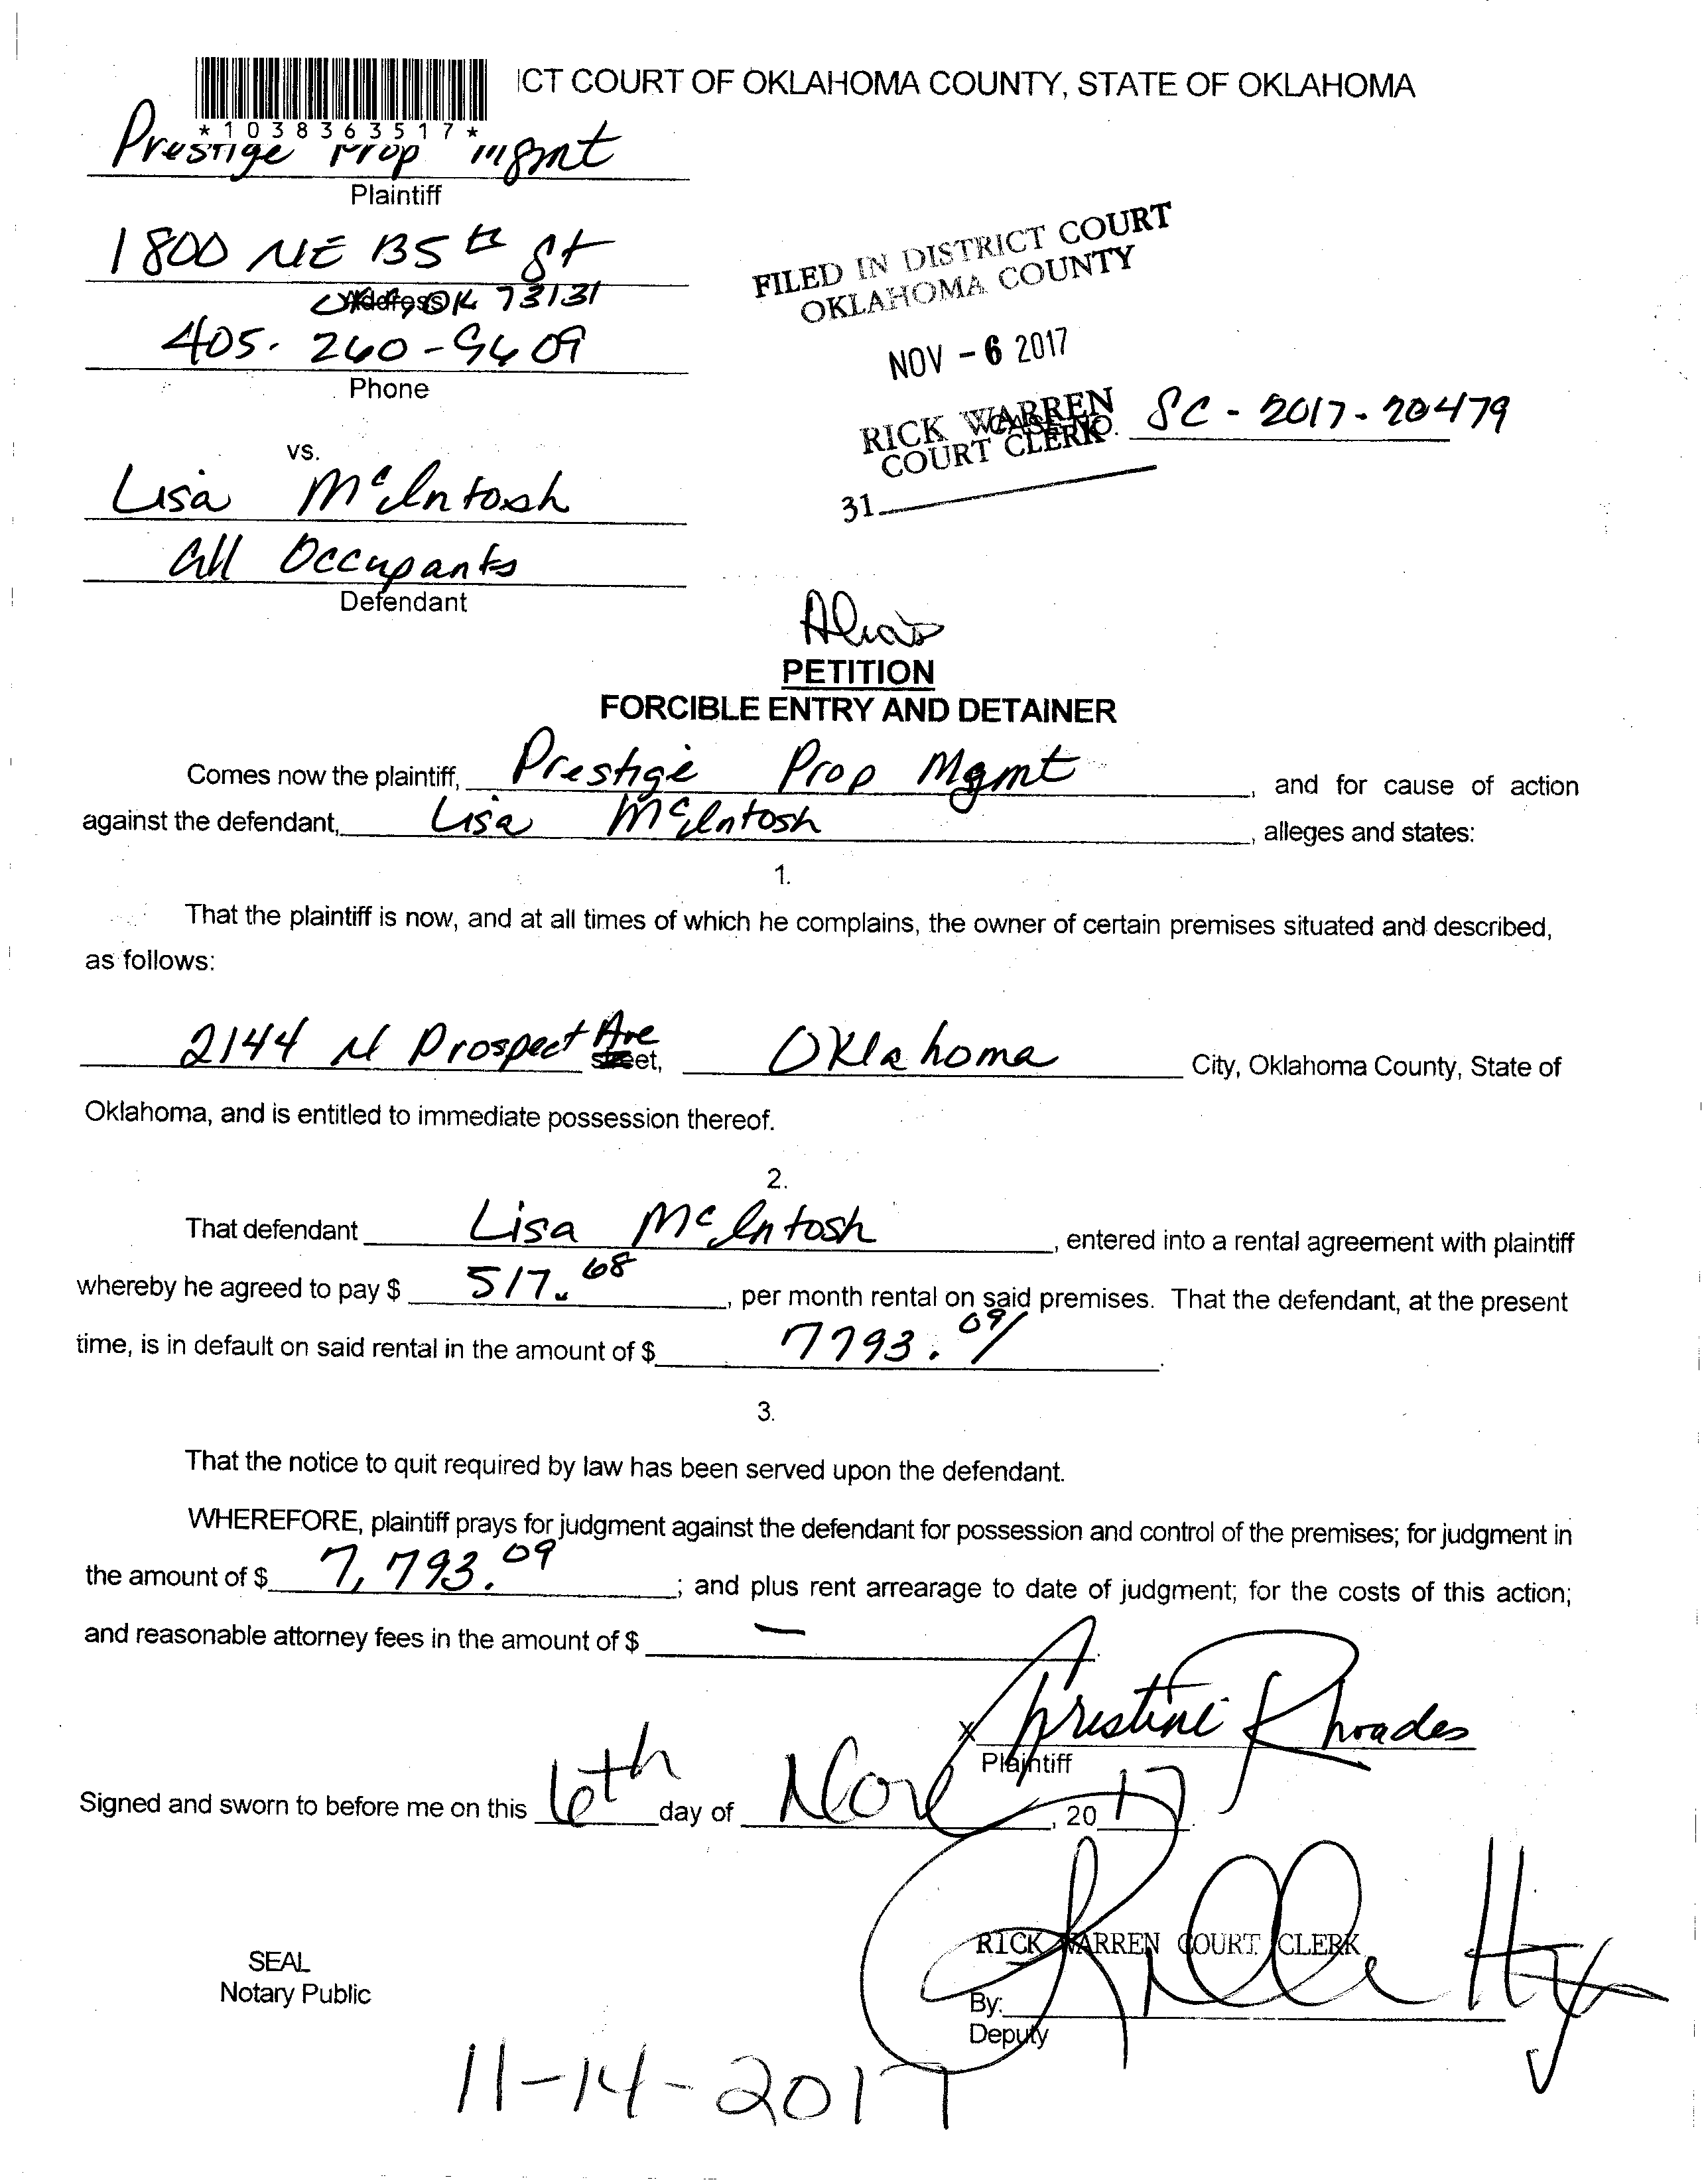 ICT COURT OF OKLAHOMA COUNTY, STATE OF OKLAHOMA
*1038363517*
Prestige Prop Mgmt
Plaintiff
1800 NE 135th St
Address OK 73131
405. 260-9609
Phone
FILED IN DISTRICT COURT
OKLAHOMA COUNTY
NOV - 6 2017
RICK WARREN
COURT CLERK
CASE NO. SC - 2017 - 20479
31
vs.
Lisa McIntosh
All Occupants
Defendant
Alias
PETITION
FORCIBLE ENTRY AND DETAINER
Comes now the plaintiff, Prestige Prop Mgmt, and for cause of action
against the defendant, Lisa McIntosh, alleges and states:
1.
That the plaintiff is now, and at all times of which he complains, the owner of certain premises situated and described,
as follows:
2144 N Prospect Ave street, Oklahoma City, Oklahoma County, State of
Oklahoma, and is entitled to immediate possession thereof.
2.
That defendant Lisa McIntosh, entered into a rental agreement with plaintiff
whereby he agreed to pay $ 517.68, per month rental on said premises. That the defendant, at the present
time, is in default on said rental in the amount of $ 7793.09.
3.
That the notice to quit required by law has been served upon the defendant.
WHEREFORE, plaintiff prays for judgment against the defendant for possession and control of the premises; for judgment in
the amount of $ 7,793.09; and plus rent arrearage to date of judgment; for the costs of this action;
and reasonable attorney fees in the amount of $ —
X Christine Rhoades
Plaintiff
Signed and sworn to before me on this 6th day of Nov, 2017.
RICK WARREN COURT CLERK
SEAL
Notary Public
By:
Deputy
11-14-2017